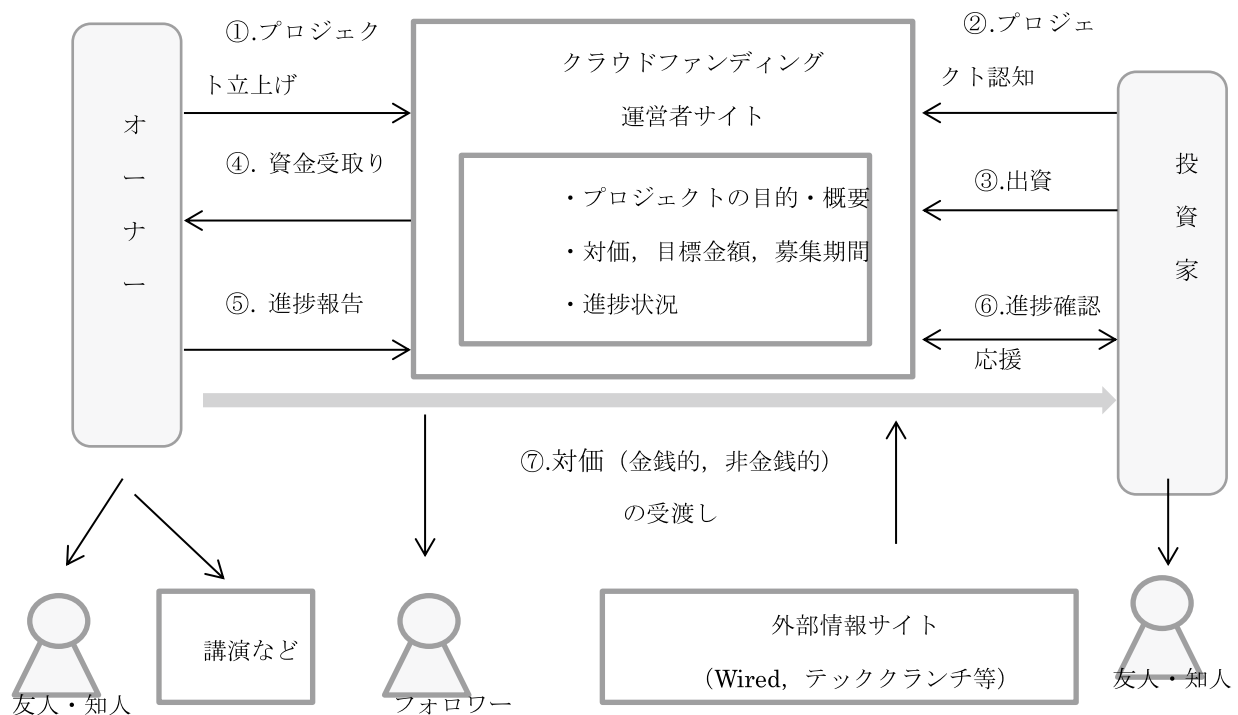 ①.プロジェク
ト立上げ
オーナー
④. 資金受取り
⑤. 進捗報告
クラウドファンディング
運営者サイト
・プロジェクトの目的・概要
・対価，目標金額，募集期間
・進捗状況
②.プロジェ
クト認知
③.出資
⑥.進捗確認
応援
投資家
⑦.対価（金銭的，非金銭的）
の受渡し
友人・知人
講演など
フォロワー
外部情報サイト
（Wired，テッククランチ等）
友人・知人